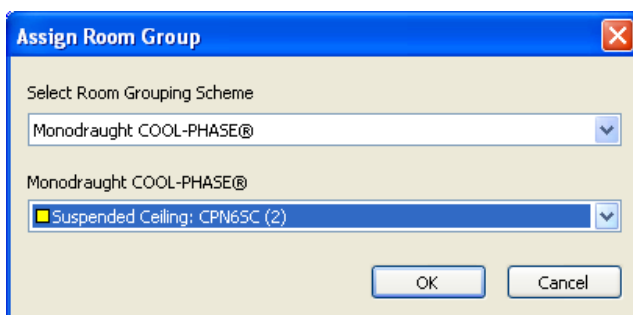 Assign Room Group
Select Room Grouping Scheme
Monodraught COOL-PHASE®
Monodraught COOL-PHASE®
Suspended Ceiling: CPN6SC (2)
OK Cancel